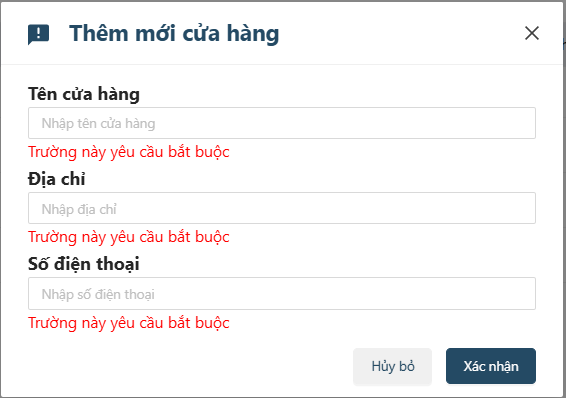 Thêm mới cửa hàng
Tên cửa hàng
Nhập tên cửa hàng
Trường này yêu cầu bắt buộc
Địa chỉ
Nhập địa chỉ
Trường này yêu cầu bắt buộc
Số điện thoại
Nhập số điện thoại
Trường này yêu cầu bắt buộc
Hủy bỏ Xác nhận